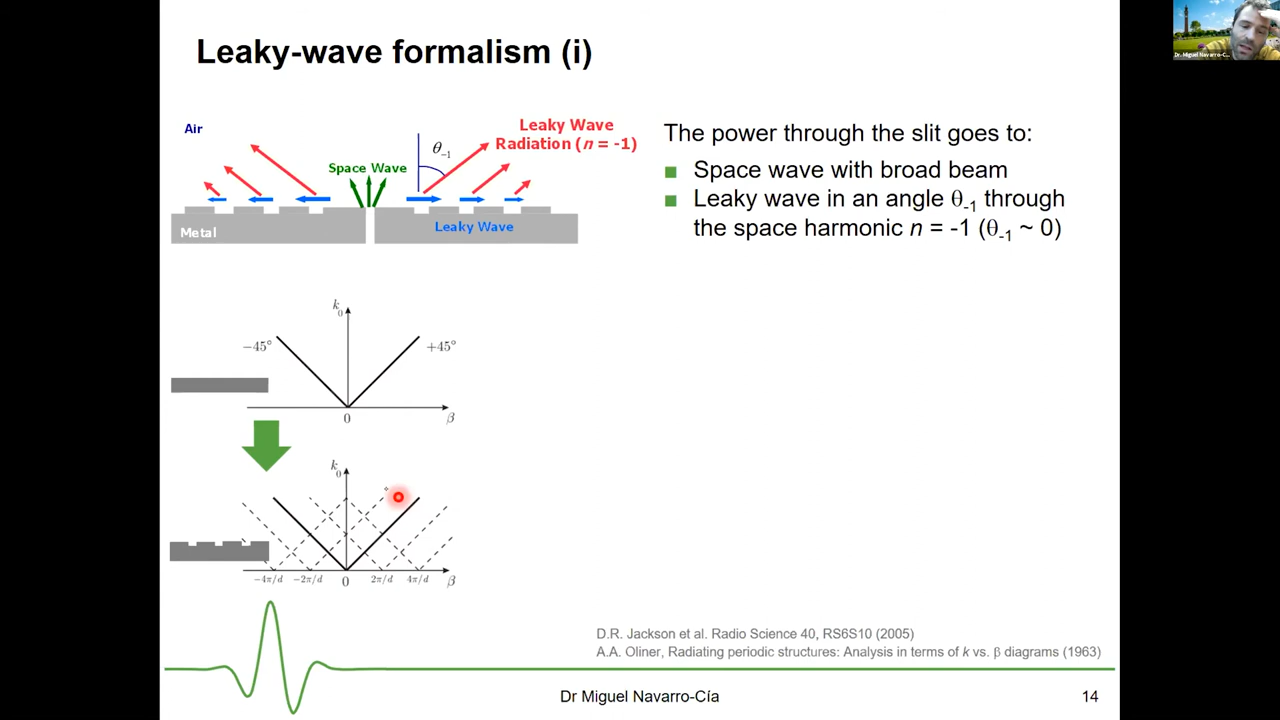 Leaky-wave formalism (i)
Dr. Miguel Navarro-C...
Air
Leaky Wave
Radiation (n = -1)
θ-1
Space Wave
Metal
Leaky Wave
The power through the slit goes to:
Space wave with broad beam
Leaky wave in an angle θ-1 through
the space harmonic n = -1 (θ-1 ~ 0)
k0
−45°
+45°
0
β
k0
−4π/d
−2π/d
0
2π/d
4π/d
β
D.R. Jackson et al. Radio Science 40, RS6S10 (2005)
A.A. Oliner, Radiating periodic structures: Analysis in terms of k vs. β diagrams (1963)
Dr Miguel Navarro-Cía
14